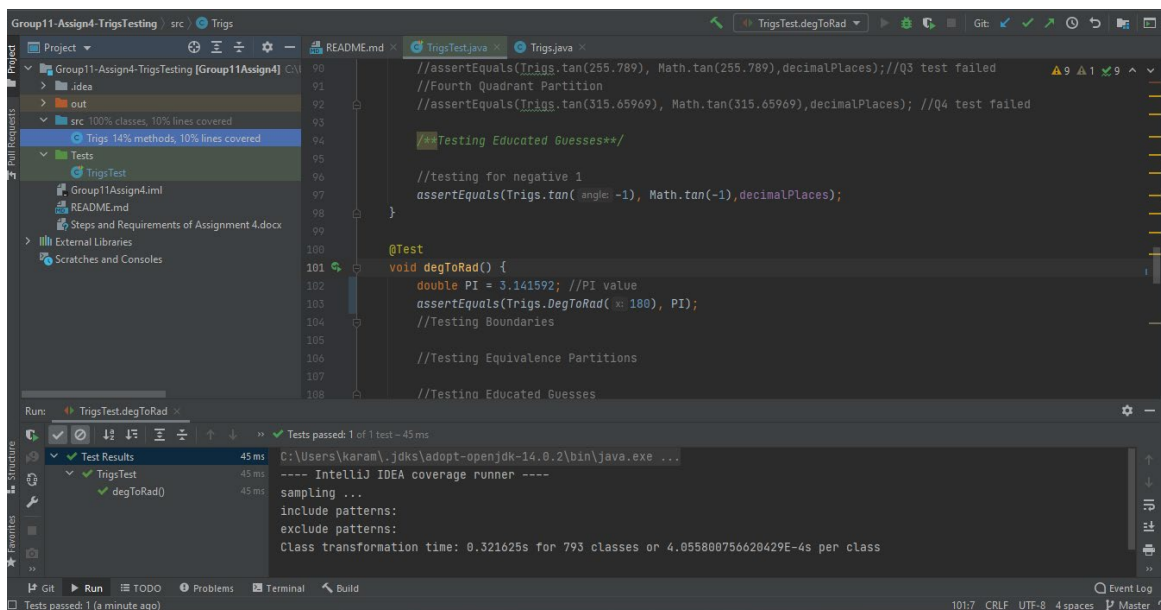 Group11-Assign4-TrigsTesting src Trigs
TrigsTest.degToRad
Git:
Project
README.md TrigsTest.java Trigs.java
Group11-Assign4-TrigsTesting [Group11Assign4]
.idea
out
src 100% classes, 10% lines covered
Trigs 14% methods, 10% lines covered
Tests
TrigsTest
Group11Assign4.iml
README.md
Steps and Requirements of Assignment 4.docx
External Libraries
Scratches and Consoles
Project
Pull Requests
9 1 9
90 //assertEquals(Trigs.tan(255.789), Math.tan(255.789),decimalPlaces);//Q3 test failed
91 //Fourth Quadrant Partition
92 //assertEquals(Trigs.tan(315.65969), Math.tan(315.65969),decimalPlaces); //Q4 test failed
93
94 /**Testing Educated Guesses**/
95
96 //testing for negative 1
97 assertEquals(Trigs.tan( angle: -1), Math.tan(-1),decimalPlaces);
98 }
99
100 @Test
101 void degToRad() {
102 double PI = 3.141592; //PI value
103 assertEquals(Trigs.DegToRad( x: 180), PI);
104 //Testing Boundaries
105
106 //Testing Equivalence Partitions
107
108 //Testing Educated Guesses
Run: TrigsTest.degToRad
Tests passed: 1 of 1 test – 45 ms
Test Results 45 ms
TrigsTest 45 ms
degToRad() 45 ms
C:\Users\karam\.jdks\adopt-openjdk-14.0.2\bin\java.exe ...
---- IntelliJ IDEA coverage runner ----
sampling ...
include patterns:
exclude patterns:
Class transformation time: 0.321625s for 793 classes or 4.055800756620429E-4s per class
Structure
Favorites
Git Run TODO Problems Terminal Build Event Log
Tests passed: 1 (a minute ago) 101:7 CRLF UTF-8 4 spaces Master